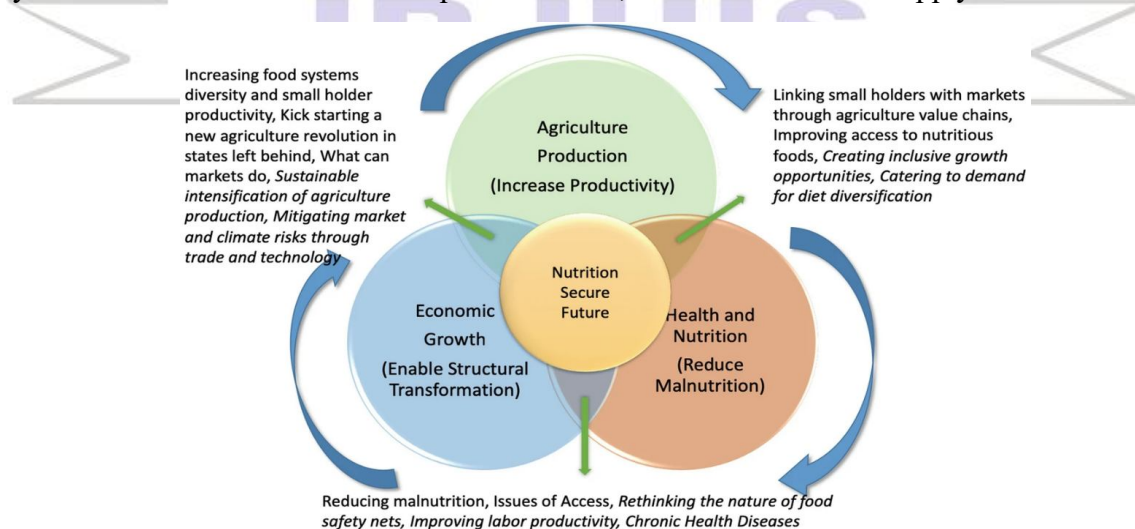 Increasing food systems
diversity and small holder
productivity, Kick starting a
new agriculture revolution in
states left behind, What can
markets do, Sustainable
intensification of agriculture
production, Mitigating market
and climate risks through
trade and technology
Agriculture
Production
(Increase Productivity)
Linking small holders with markets
through agriculture value chains,
Improving access to nutritious
foods, Creating inclusive growth
opportunities, Catering to demand
for diet diversification
Nutrition
Secure
Future
Economic
Growth
(Enable Structural
Transformation)
Health and
Nutrition
(Reduce
Malnutrition)
Reducing malnutrition, Issues of Access, Rethinking the nature of food
safety nets, Improving labor productivity, Chronic Health Diseases